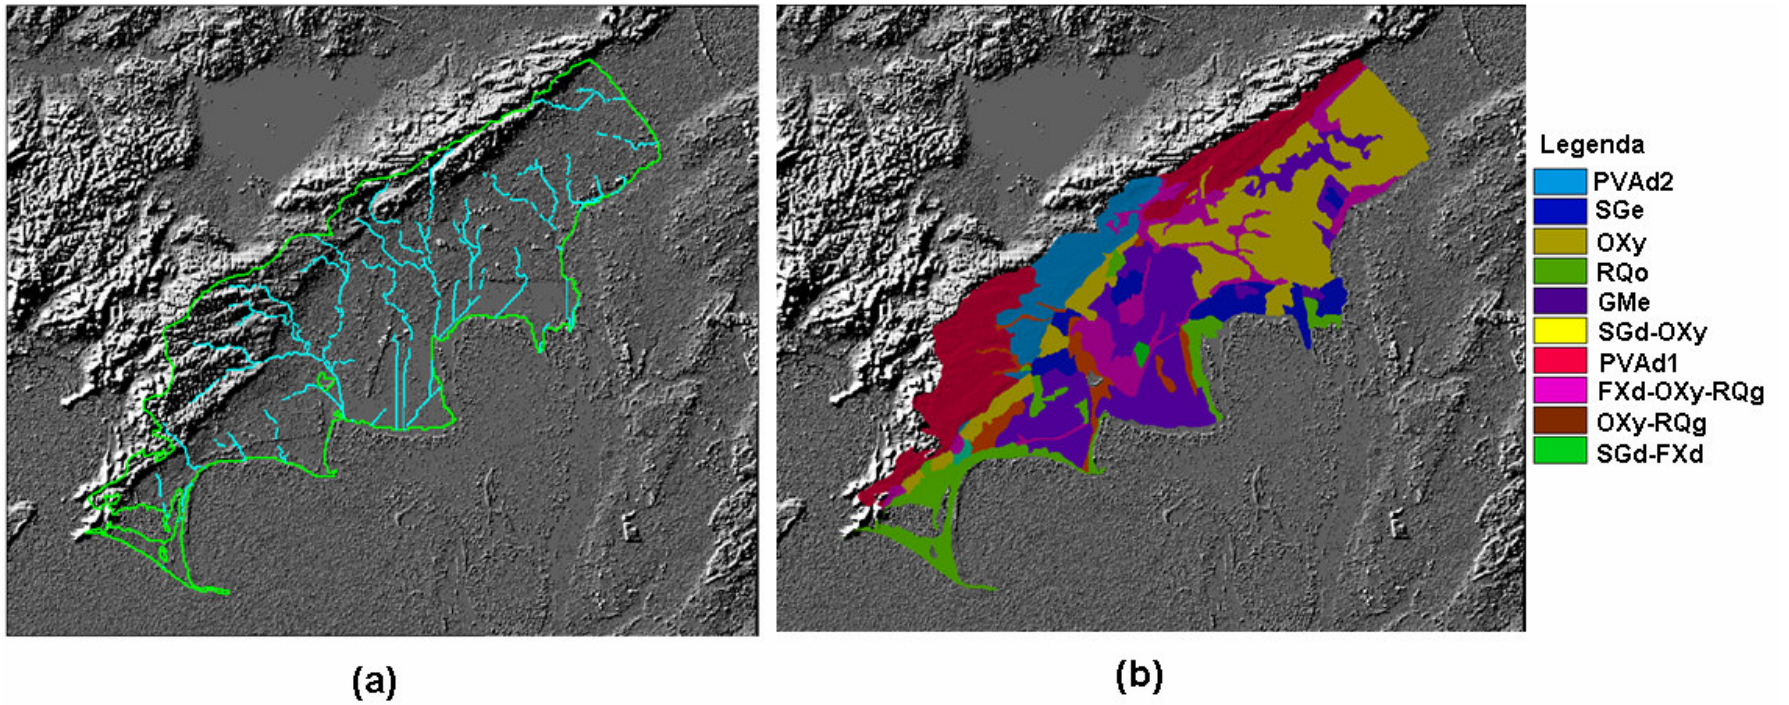 Legenda
PVAd2
SGe
OXy
RQo
GMe
SGd-OXy
PVAd1
FXd-OXy-RQg
OXy-RQg
SGd-FXd
(a)
(b)